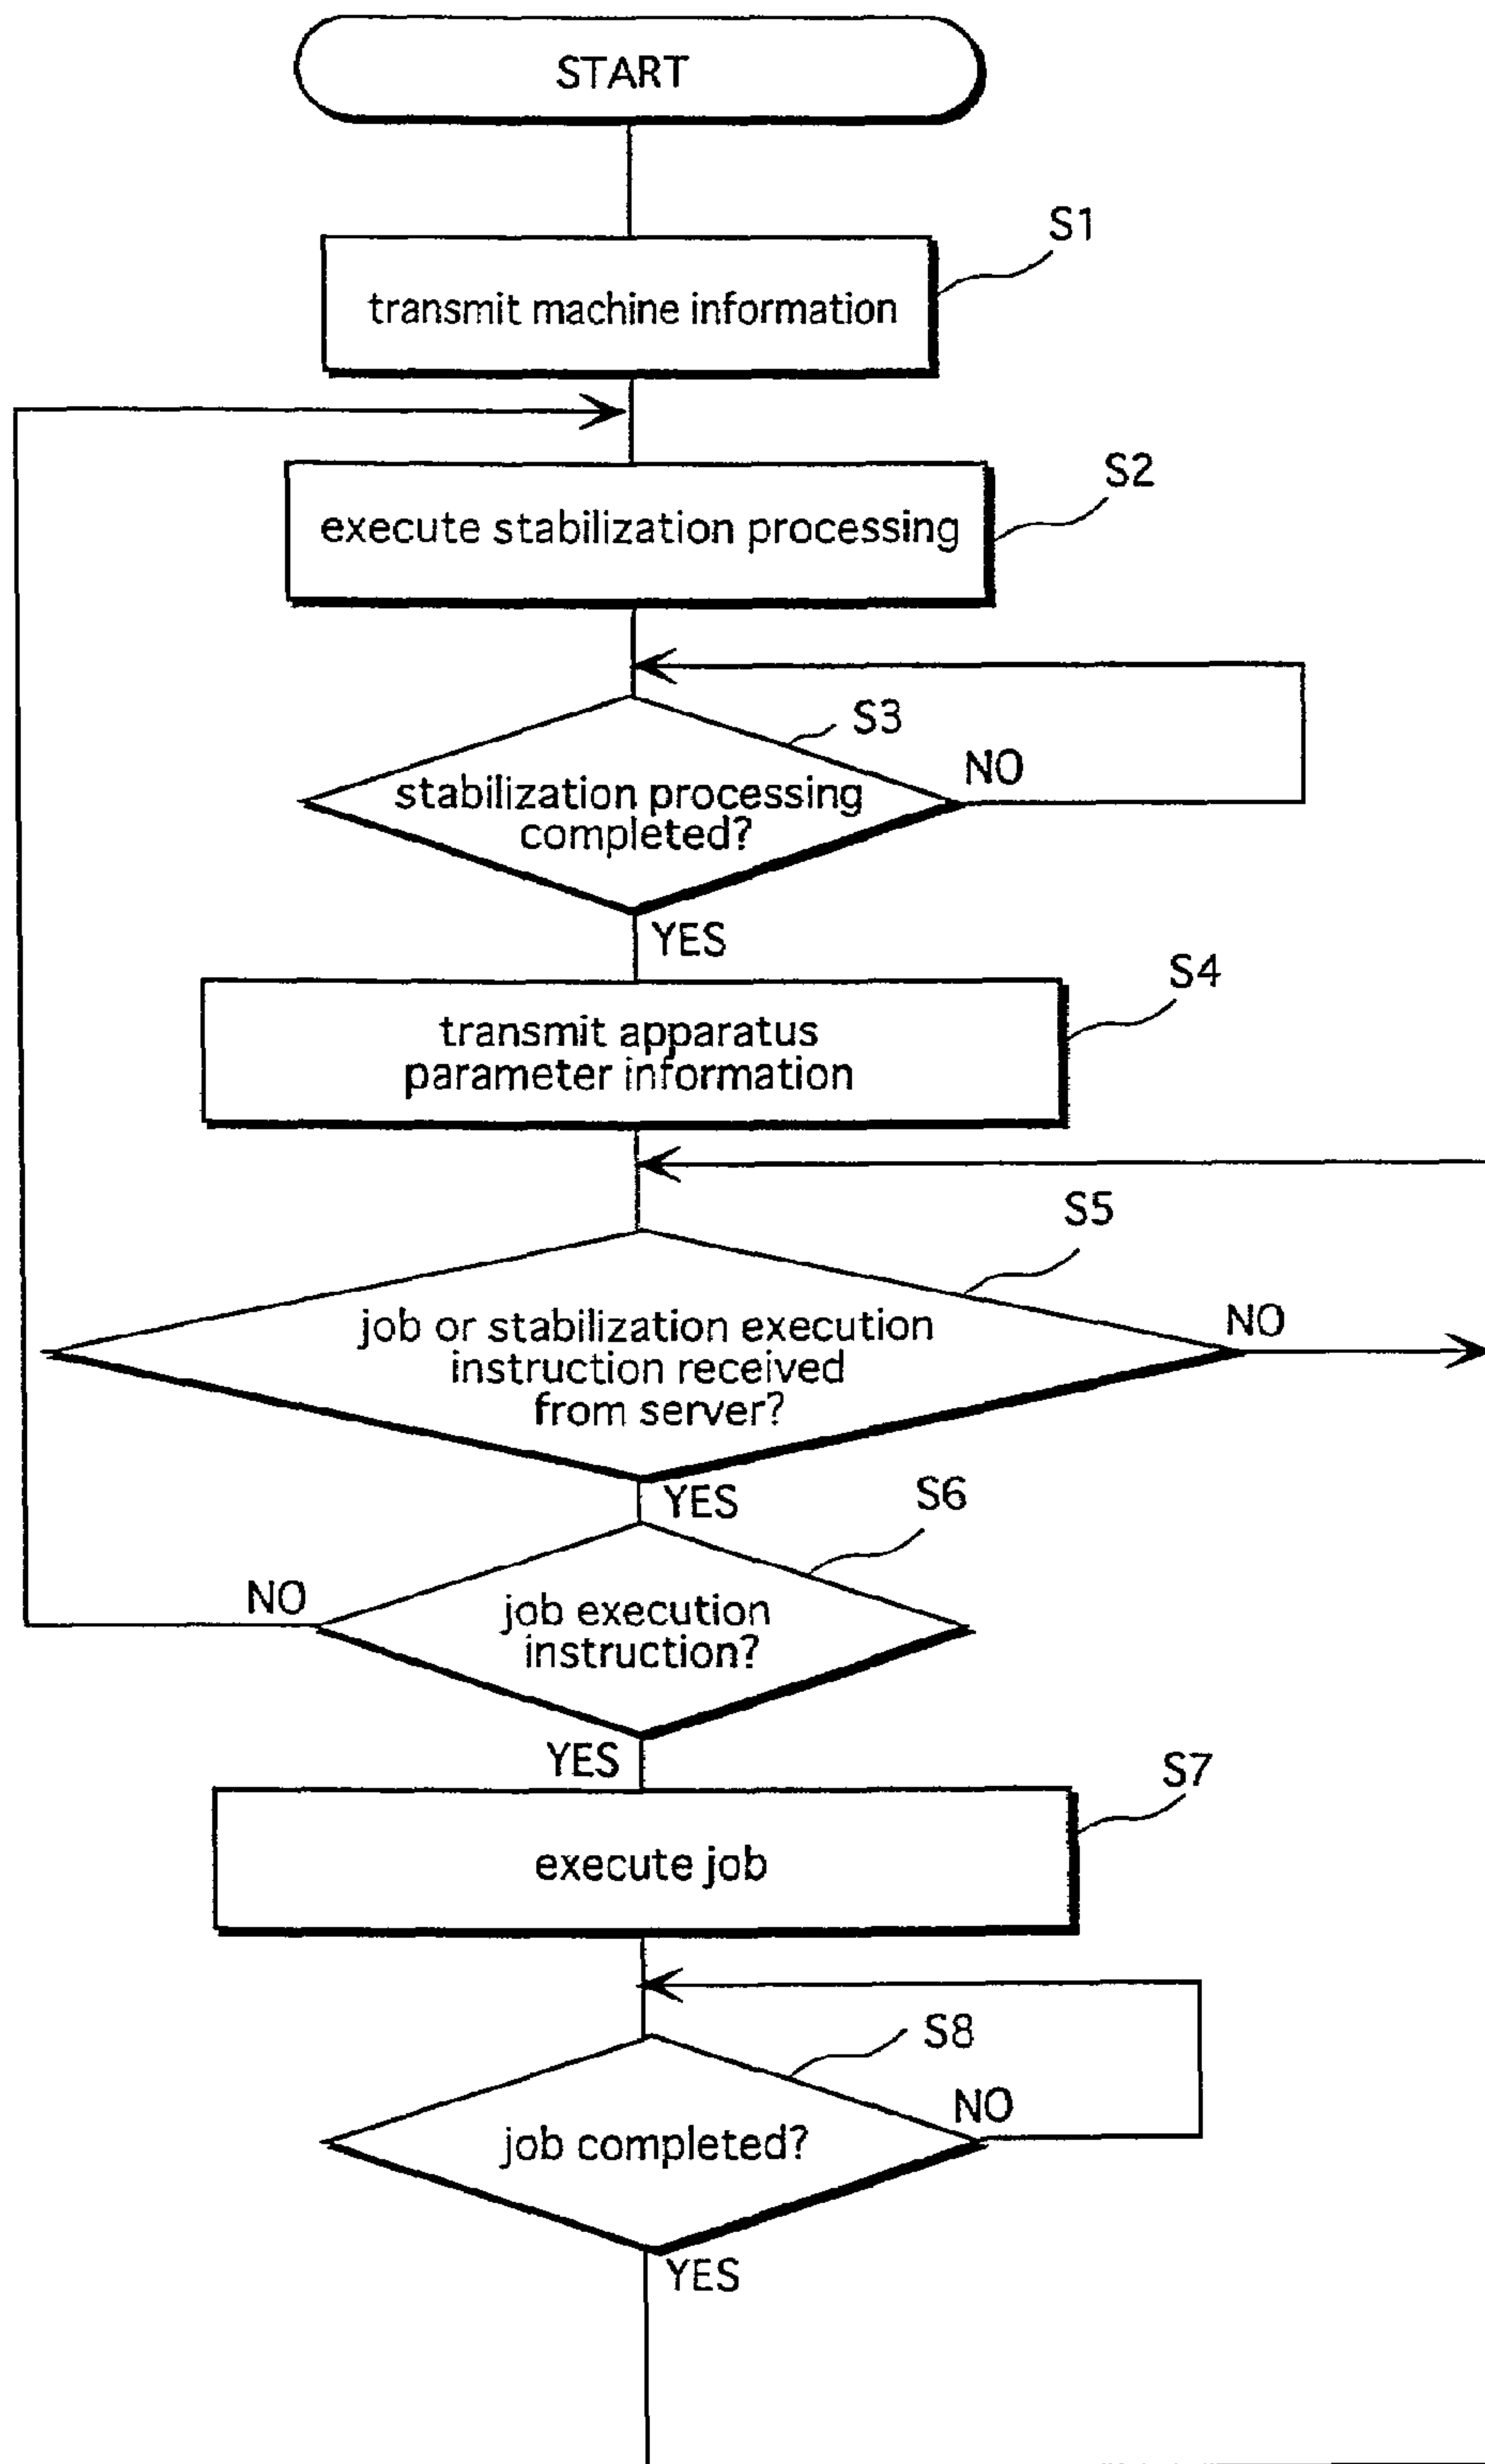 START
S1
transmit machine information
S2
execute stabilization processing
S3
NO
stabilization processing
completed?
YES
S4
transmit apparatus
parameter information
S5
NO
job or stabilization execution
instruction received
from server?
YES
S6
NO
job execution
instruction?
YES
S7
execute job
S8
NO
job completed?
YES